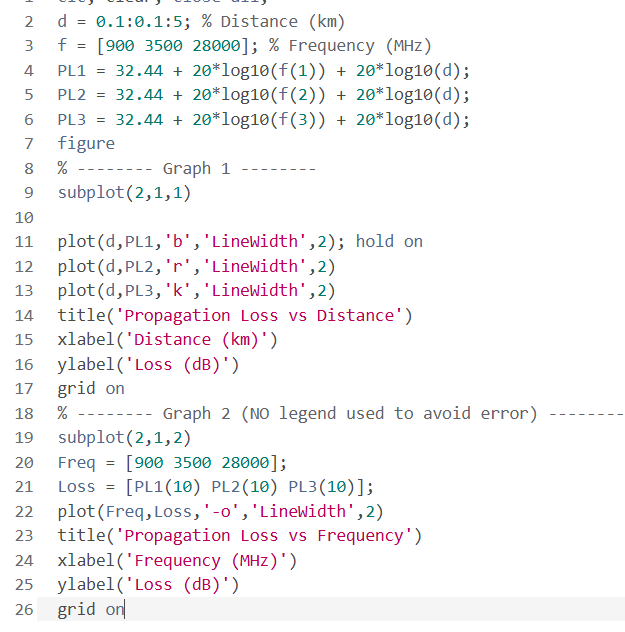 2 d = 0.1:0.1:5; % Distance (km)
3 f = [900 3500 28000]; % Frequency (MHz)
4 PL1 = 32.44 + 20*log10(f(1)) + 20*log10(d);
5 PL2 = 32.44 + 20*log10(f(2)) + 20*log10(d);
6 PL3 = 32.44 + 20*log10(f(3)) + 20*log10(d);
7 figure
8 % -------- Graph 1 --------
9 subplot(2,1,1)
10
11 plot(d,PL1,'b','LineWidth',2); hold on
12 plot(d,PL2,'r','LineWidth',2)
13 plot(d,PL3,'k','LineWidth',2)
14 title('Propagation Loss vs Distance')
15 xlabel('Distance (km)')
16 ylabel('Loss (dB)')
17 grid on
18 % -------- Graph 2 (NO legend used to avoid error) --------
19 subplot(2,1,2)
20 Freq = [900 3500 28000];
21 Loss = [PL1(10) PL2(10) PL3(10)];
22 plot(Freq,Loss,'-o','LineWidth',2)
23 title('Propagation Loss vs Frequency')
24 xlabel('Frequency (MHz)')
25 ylabel('Loss (dB)')
26 grid on